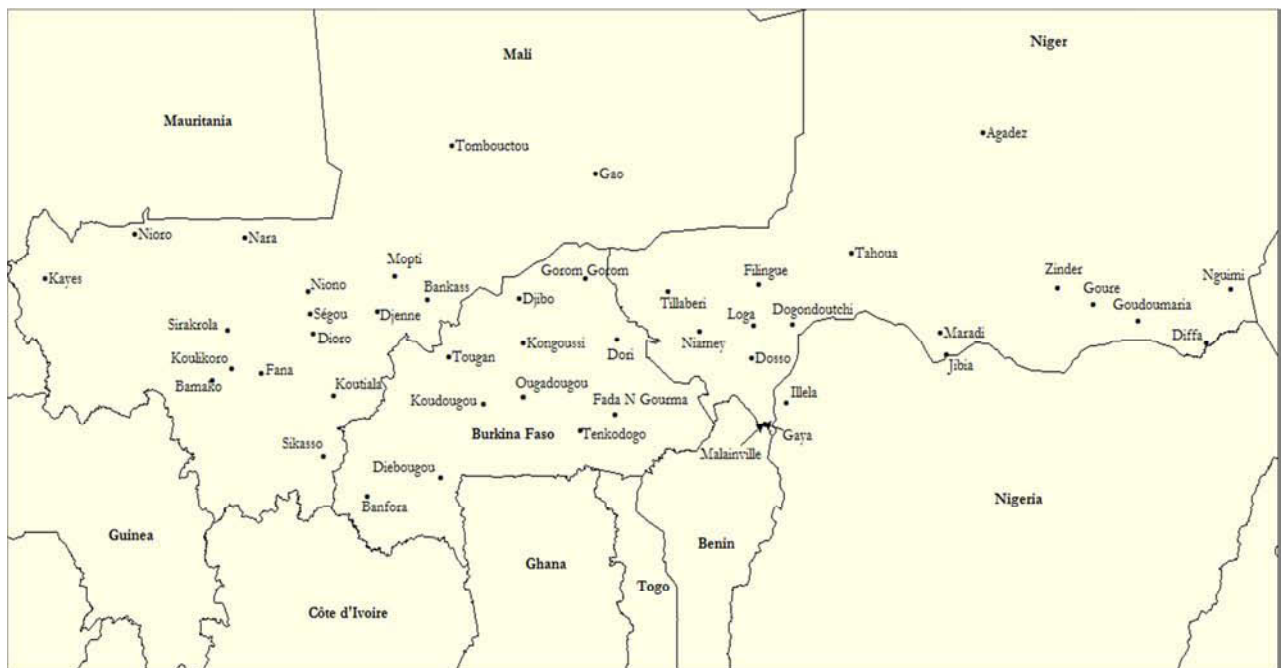 Niger
Mali
Mauritania
Agadez
Tombouctou
Gao
Nioro
Nara
Tahoua
Mopti
Filingue
Zinder
Nguimi
Kayes
Gorom Gorom
Goure
Niono
Bankass
Djibo
Tillaberi
Goudoumaria
Ségou
Djenne
Loga
Dogondoutchi
Sirakrola
Dioro
Maradi
Diffa
Kongoussi
Dori
Niamey
Tougan
Dosso
Jibia
Koulikoro
Fana
Bamako
Koutiala
Ougadougou
Illela
Koudougou
Fada N Gourma
Burkina Faso
Tenkodogo
Gaya
Sikasso
Malainville
Diebougou
Banfora
Nigeria
Guinea
Benin
Ghana
Togo
Côte d'Ivoire